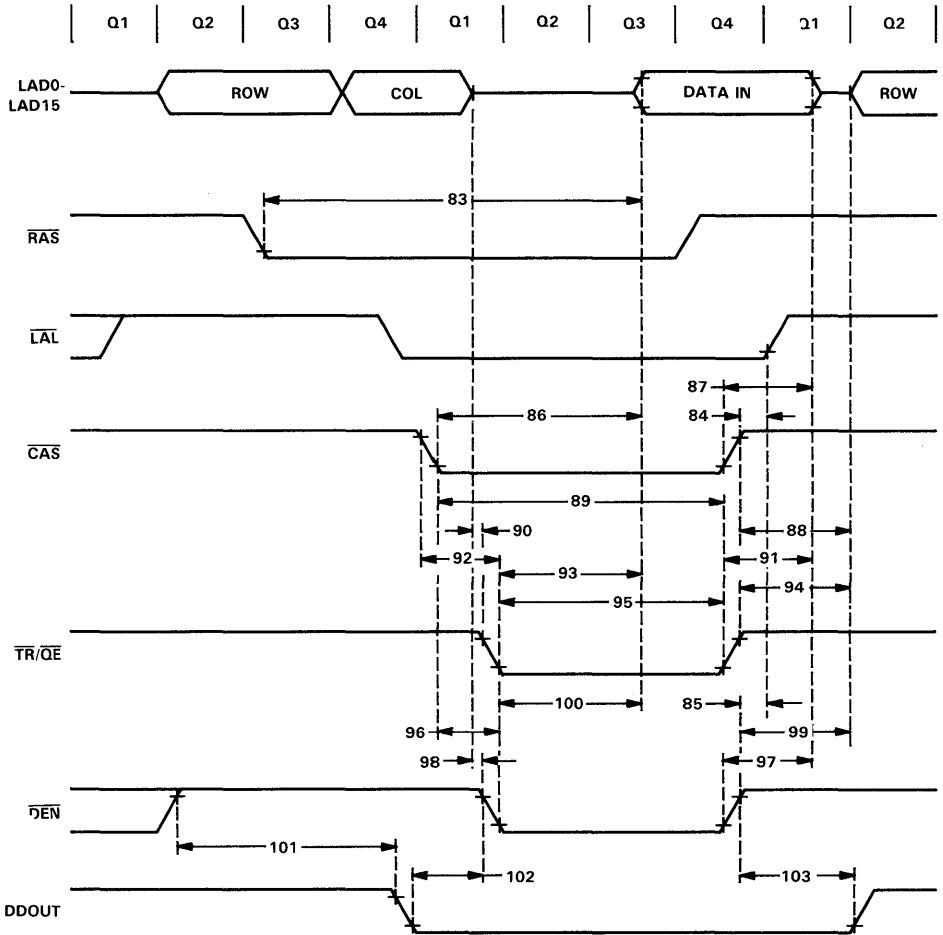 Q1 Q2 Q3 Q4 Q1 Q2 Q3 Q4 Q1 Q2
LAD0-
LAD15
ROW COL DATA IN ROW
83
RAS
LAL
87
86 84
CAS
89
90 88
92 91
93 94
95
TR/QE
100 85
96 99
98 97
DEN
101
102 103
DDOUT